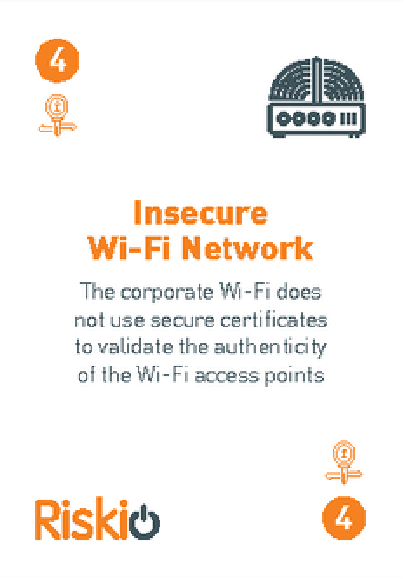 4
Insecure
Wi-Fi Network
The corporate Wi-Fi does
not use secure certificates
to validate the authenticity
of the Wi-Fi access points
Riskio
4